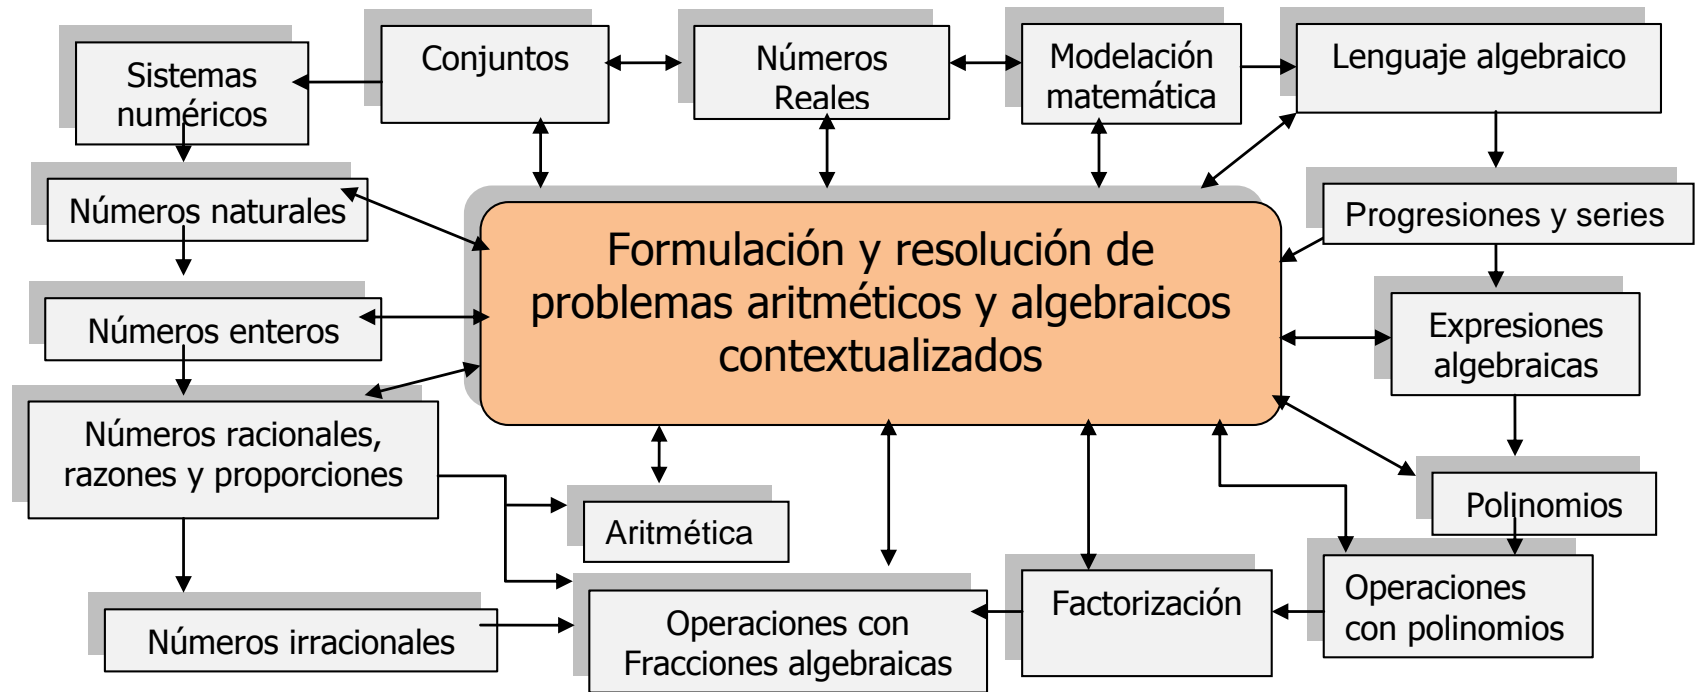 Sistemas
numéricos
Conjuntos
Números
Reales
Modelación
matemática
Lenguaje algebraico
Números naturales
Formulación y resolución de
problemas aritméticos y algebraicos
contextualizados
Progresiones y series
Números enteros
Expresiones
algebraicas
Números racionales,
razones y proporciones
Aritmética
Polinomios
Números irracionales
Operaciones con
Fracciones algebraicas
Factorización
Operaciones
con polinomios